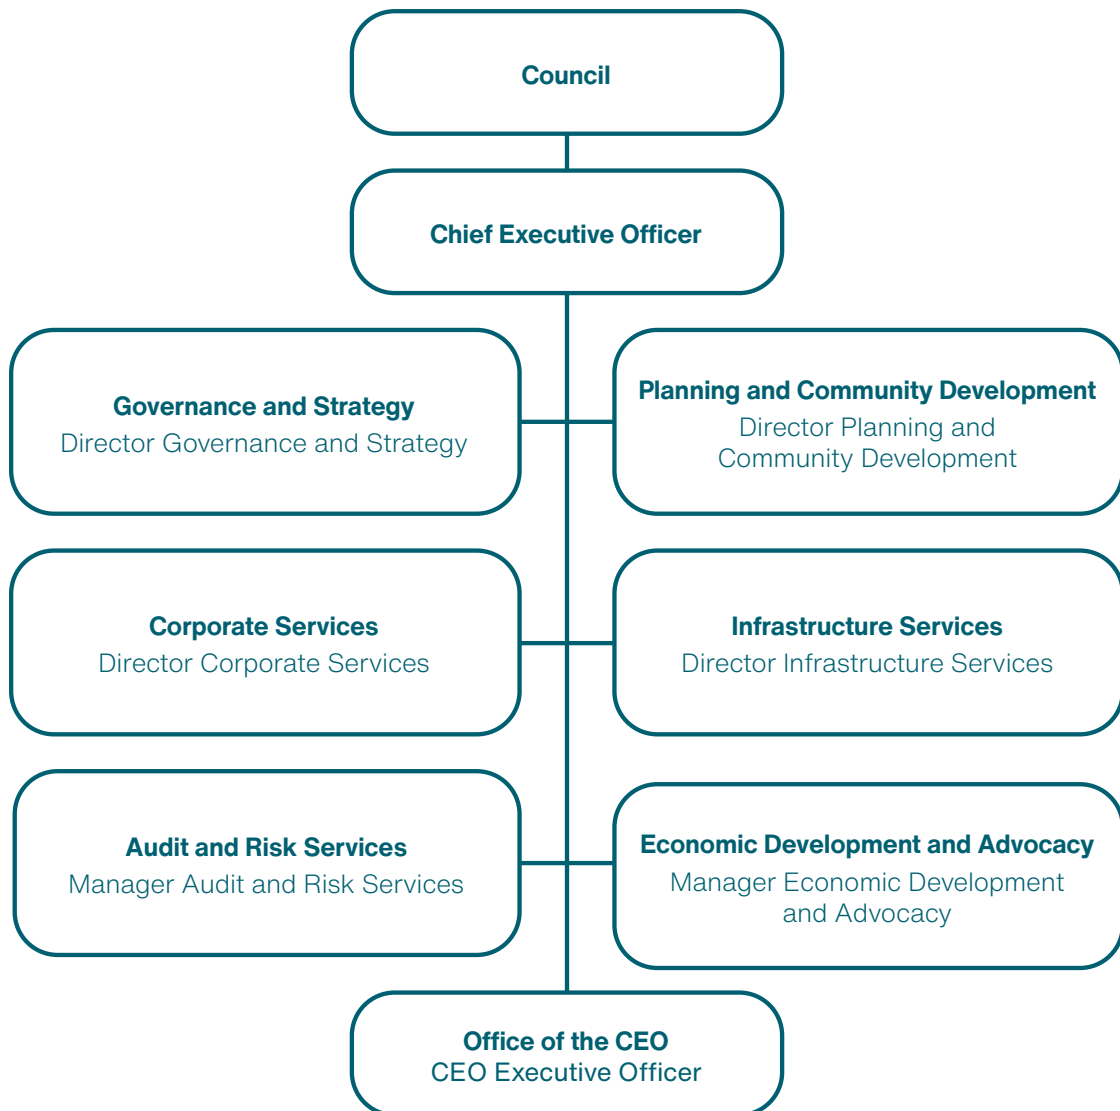 Council
Chief Executive Officer
Governance and Strategy
Director Governance and Strategy
Planning and Community Development
Director Planning and
Community Development
Corporate Services
Director Corporate Services
Infrastructure Services
Director Infrastructure Services
Audit and Risk Services
Manager Audit and Risk Services
Economic Development and Advocacy
Manager Economic Development
and Advocacy
Office of the CEO
CEO Executive Officer